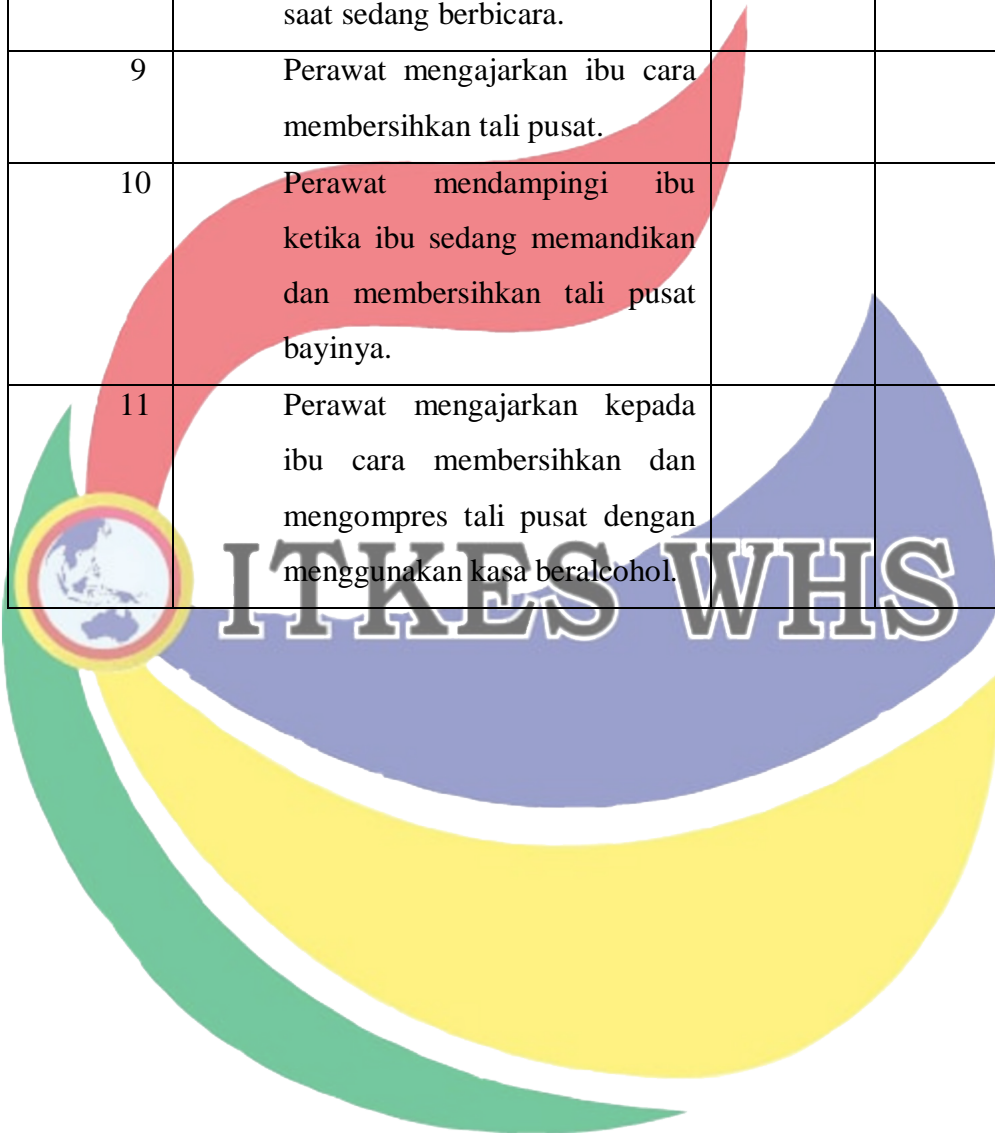 saat sedang berbicara.
9 Perawat mengajarkan ibu cara
membersihkan tali pusat.
10 Perawat mendampingi ibu
ketika ibu sedang memandikan
dan membersihkan tali pusat
bayinya.
11 Perawat mengajarkan kepada
ibu cara membersihkan dan
mengompres tali pusat dengan
menggunakan kasa beralcohol.
ITKES WHS